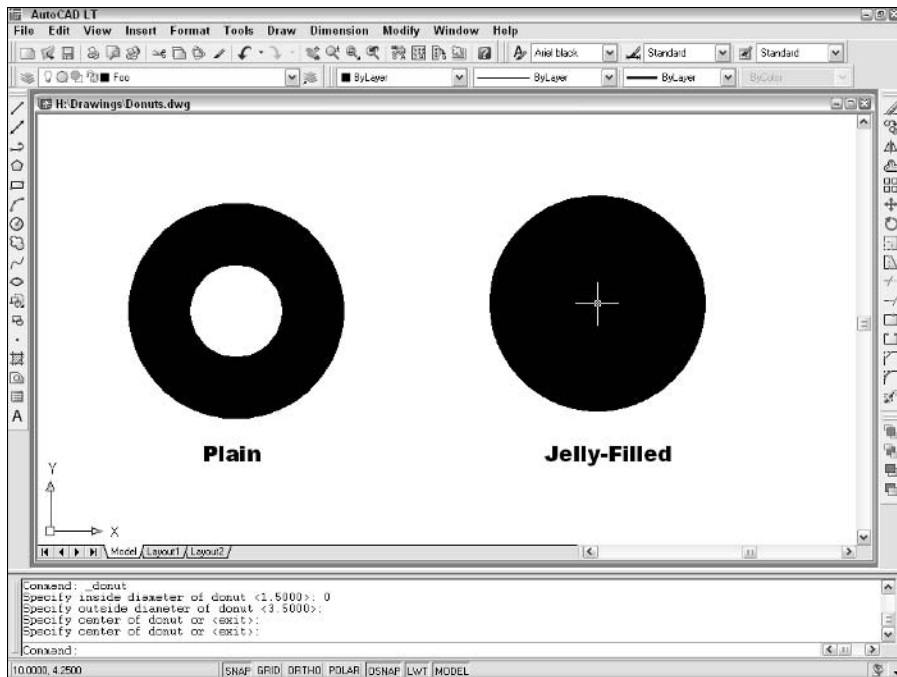 AutoCAD LT
File Edit View Insert Format Tools Draw Dimension Modify Window Help
Arial black Standard Standard
Foo ByLayer ByLayer ByLayer ByColor
H:\Drawings\Donuts.dwg
Plain Jelly-Filled
Y
X
Model Layout1 Layout2
Command: _donut
Specify inside diameter of donut <1.5000>: 0
Specify outside diameter of donut <3.5000>:
Specify center of donut or <exit>:
Specify center of donut or <exit>:
Command:
10.0000, 4.2500 SNAP GRID ORTHO POLAR OSNAP LWT MODEL